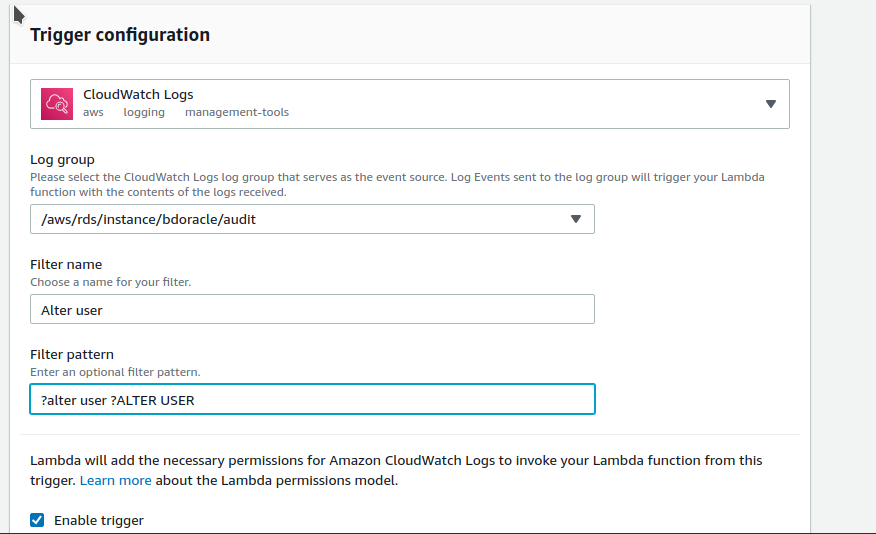 Trigger configuration
CloudWatch Logs
aws logging management-tools
Log group
Please select the CloudWatch Logs log group that serves as the event source. Log Events sent to the log group will trigger your Lambda
function with the contents of the logs received.
/aws/rds/instance/bdoracle/audit
Filter name
Choose a name for your filter.
Alter user
Filter pattern
Enter an optional filter pattern.
?alter user ?ALTER USER
Lambda will add the necessary permissions for Amazon CloudWatch Logs to invoke your Lambda function from this
trigger. Learn more about the Lambda permissions model.
Enable trigger